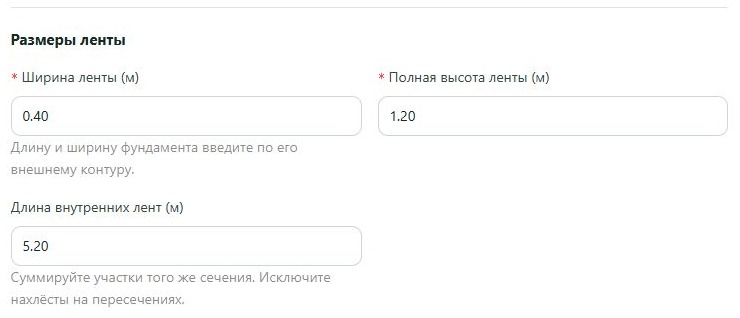 Размеры ленты
* Ширина ленты (м)
* Полная высота ленты (м)
0.40
1.20
Длину и ширину фундамента введите по его
внешнему контуру.
Длина внутренних лент (м)
5.20
Суммируйте участки того же сечения. Исключите
нахлёсты на пересечениях.